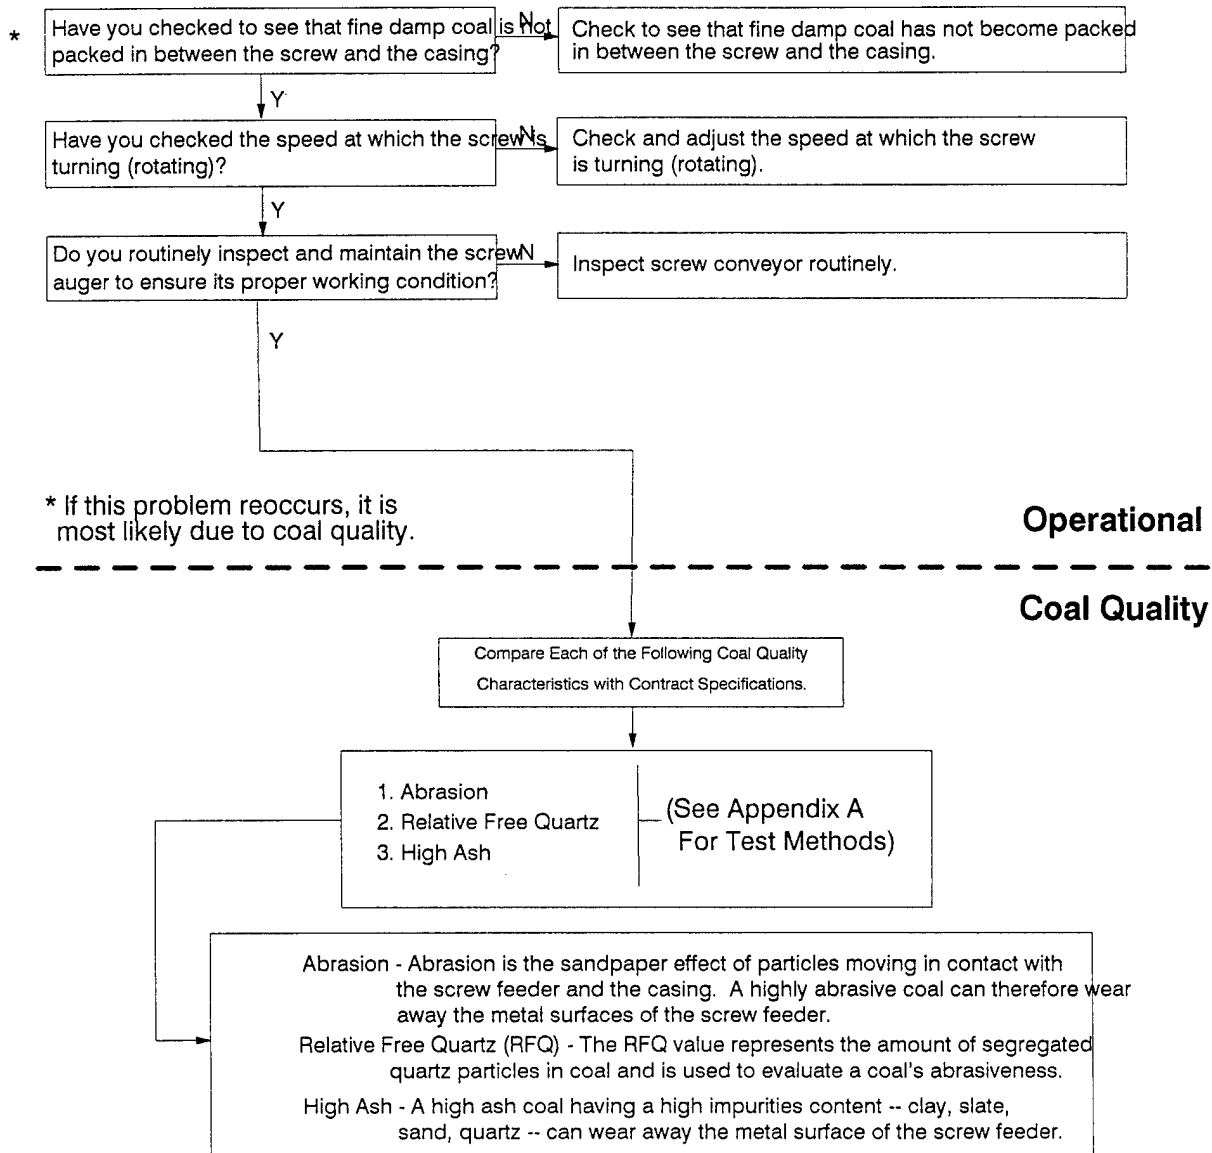 * Have you checked to see that fine damp coal is not N
packed in between the screw and the casing?
Check to see that fine damp coal has not become packed
in between the screw and the casing.
Y
Have you checked the speed at which the screw is N
turning (rotating)?
Check and adjust the speed at which the screw
is turning (rotating).
Y
Do you routinely inspect and maintain the screw N
auger to ensure its proper working condition?
Inspect screw conveyor routinely.
Y
* If this problem reoccurs, it is
most likely due to coal quality.
Operational
Coal Quality
Compare Each of the Following Coal Quality
Characteristics with Contract Specifications.
1. Abrasion
2. Relative Free Quartz
3. High Ash
(See Appendix A
For Test Methods)
Abrasion - Abrasion is the sandpaper effect of particles moving in contact with
the screw feeder and the casing. A highly abrasive coal can therefore wear
away the metal surfaces of the screw feeder.
Relative Free Quartz (RFQ) - The RFQ value represents the amount of segregated
quartz particles in coal and is used to evaluate a coal's abrasiveness.
High Ash - A high ash coal having a high impurities content -- clay, slate,
sand, quartz -- can wear away the metal surface of the screw feeder.